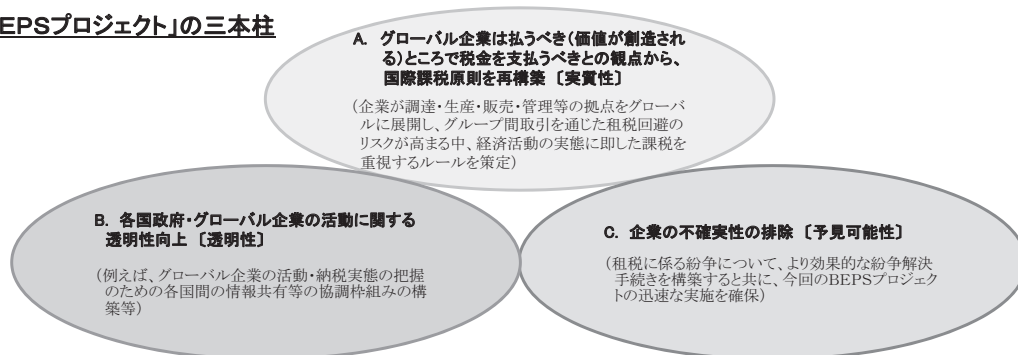 EPSプロジェクト」の三本柱
A. グローバル企業は払うべき(価値が創造され
る)ところで税金を支払うべきとの観点から、
国際課税原則を再構築 〔実質性〕
(企業が調達・生産・販売・管理等の拠点をグローバ
ルに展開し、グループ間取引を通じた租税回避の
リスクが高まる中、経済活動の実態に即した課税を
重視するルールを策定)
B. 各国政府・グローバル企業の活動に関する
透明性向上 〔透明性〕
(例えば、グローバル企業の活動・納税実態の把握
のための各国間の情報共有等の協調枠組みの構
築等)
C. 企業の不確実性の排除 〔予見可能性〕
(租税に係る紛争について、より効果的な紛争解決
手続きを構築すると共に、今回のBEPSプロジェク
トの迅速な実施を確保)